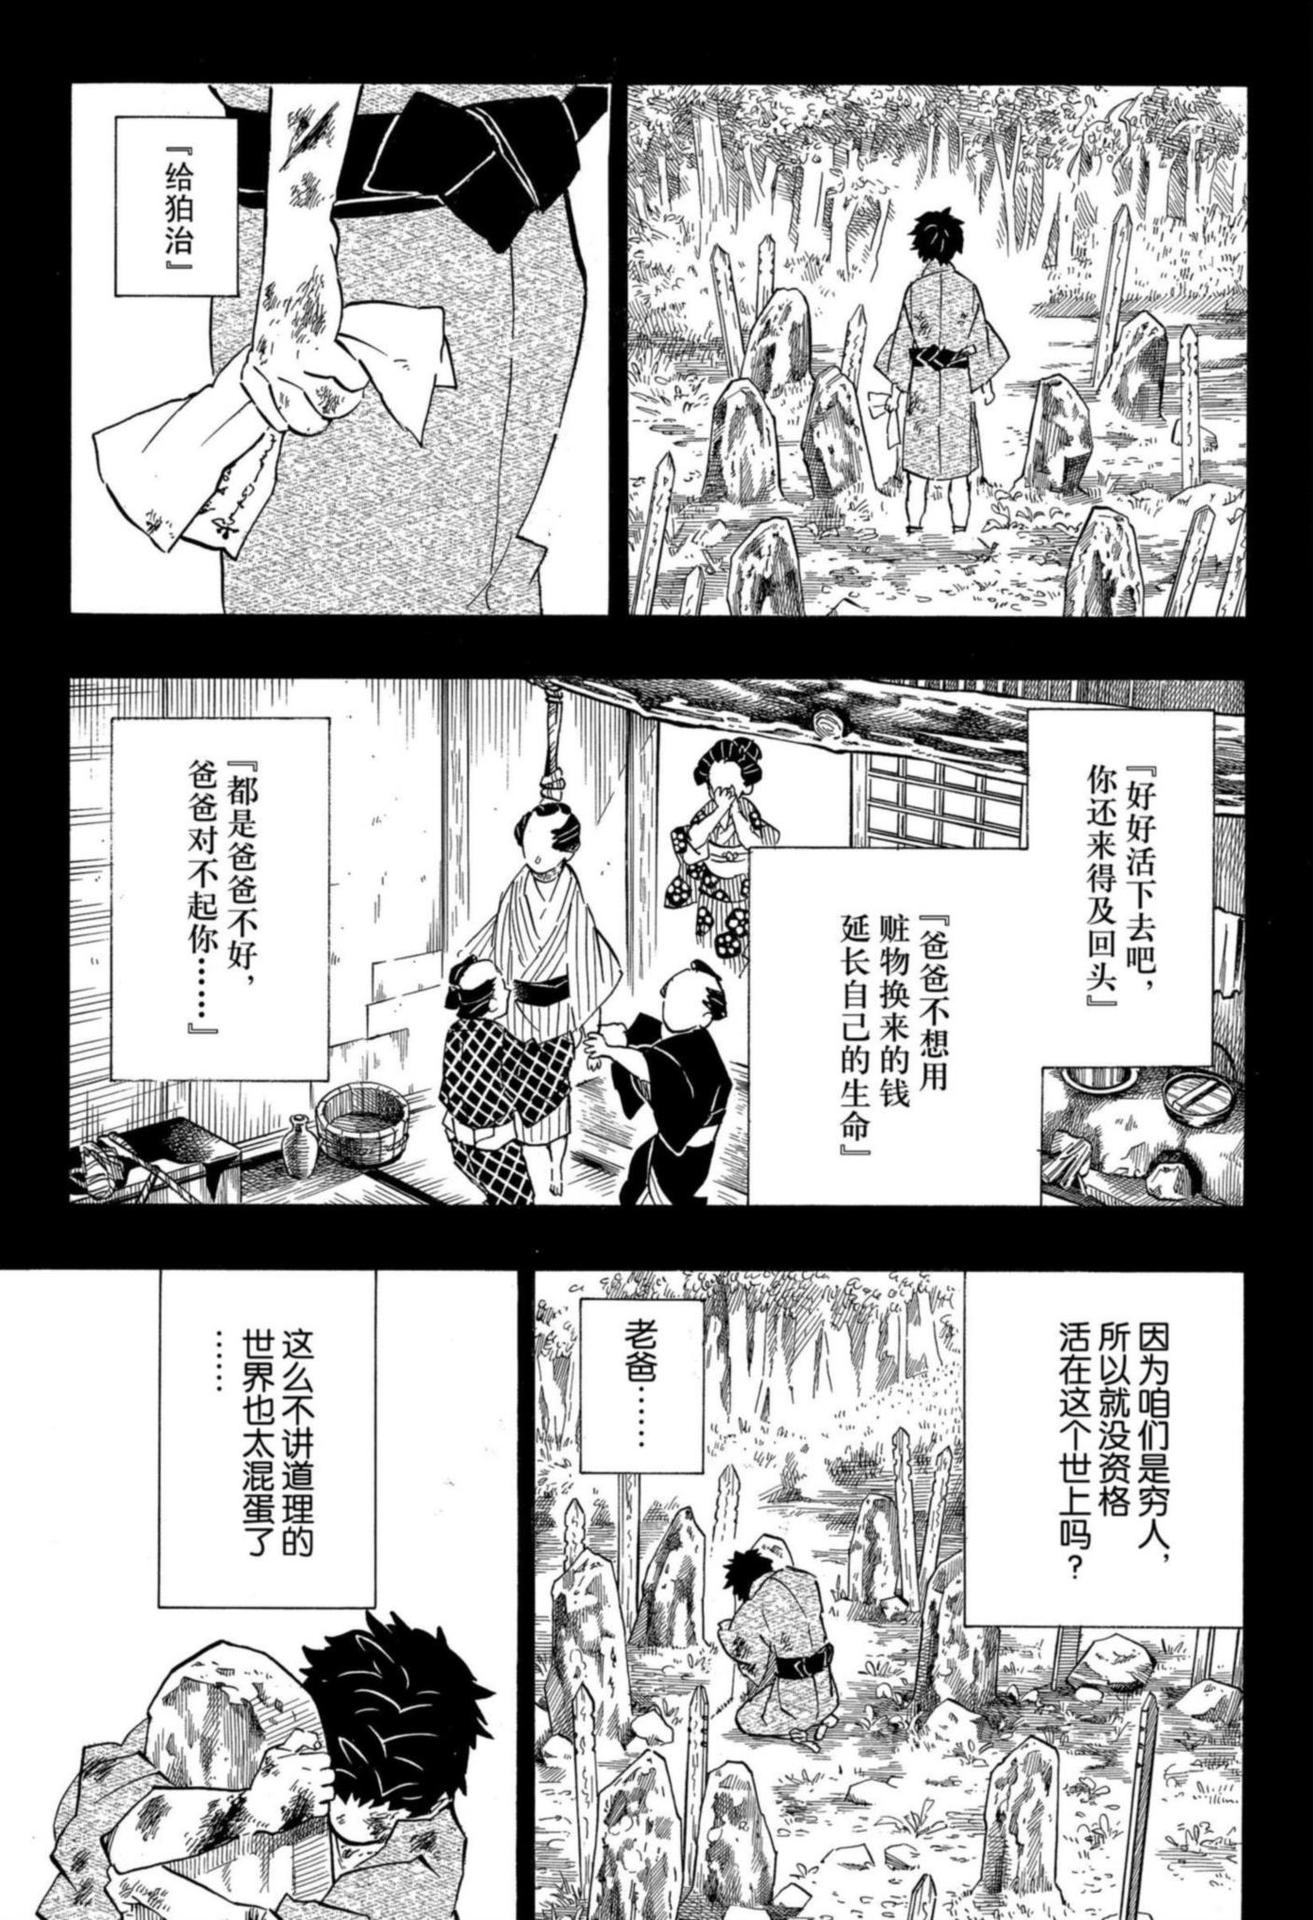 『给狛治』
『好好活下去吧，
你还来得及回头』
『爸爸不想用
赃物换来的钱
延长自己的生命』
『都是爸爸不好，
爸爸对不起你……』
因为咱们是穷人，
所以就没资格
活在这个世上吗？
老爸……
这么不讲道理的
世界也太混蛋了
……